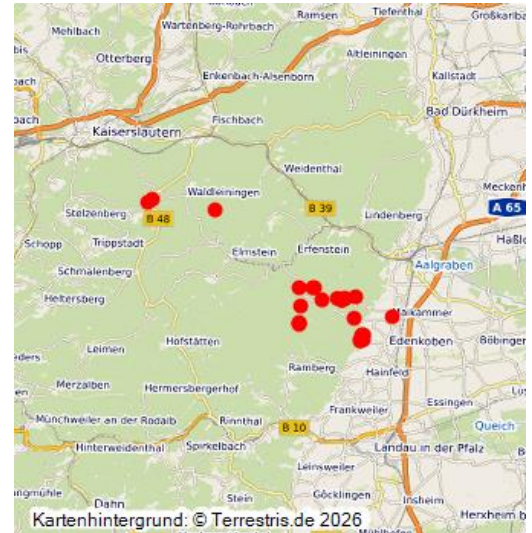 Mehlbach
Wartenberg-Rohrbach
Ramsen
Tiefenthal
Großkarlba
Otterberg
Altleiningen
Enkenbach-Alsenborn
Kallstadt
Fischbach
Bad Dürkheim
Kaiserslautern
Weidenthal
Mecken
Waldleiningen
B 39
A 65
Stelzenberg
B 48
Lindenberg
Haßlo
Schopp
Trippstadt
Elmstein
Erfenstein
Aalgraben
Schmalenberg
Heltersberg
Maikammer
Hofstätten
Edenkoben
Böbingen
Leimen
Ramberg
Hainfeld
Merzalben
Hermersbergerhof
Essingen
Frankweiler
Münchweiler an der Rodalb
Rinnthal
B 10
Queich
Hinterweidenthal
Spirkelbach
Landau in der Pfalz
Leinsweiler
Stein
Göcklingen
Insheim
Dahn
Herxheim b
Kartenhintergrund: © Terrestris.de 2026